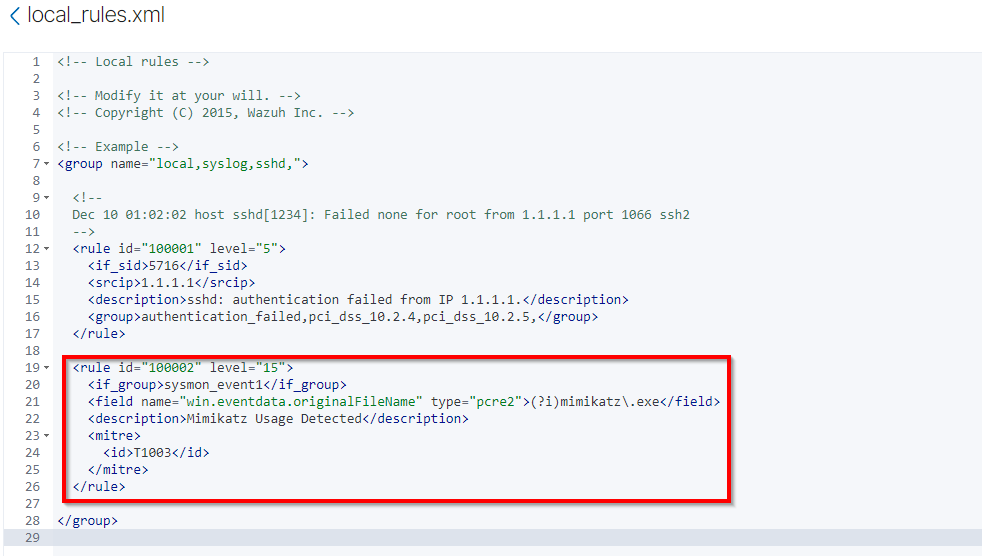 local_rules.xml
1 <!-- Local rules -->
2
3 <!-- Modify it at your will. -->
4 <!-- Copyright (C) 2015, Wazuh Inc. -->
5
6 <!-- Example -->
7 <group name="local,syslog,sshd,">
8
9 <!--
10 Dec 10 01:02:02 host sshd[1234]: Failed none for root from 1.1.1.1 port 1066 ssh2
11 -->
12 <rule id="100001" level="5">
13 <if_sid>5716</if_sid>
14 <srcip>1.1.1.1</srcip>
15 <description>sshd: authentication failed from IP 1.1.1.1.</description>
16 <group>authentication_failed,pci_dss_10.2.4,pci_dss_10.2.5,</group>
17 </rule>
18
19 <rule id="100002" level="15">
20 <if_group>sysmon_event1</if_group>
21 <field name="win.eventdata.originalFileName" type="pcre2">(?i)mimikatz\.exe</field>
22 <description>Mimikatz Usage Detected</description>
23 <mitre>
24 <id>T1003</id>
25 </mitre>
26 </rule>
27
28 </group>
29